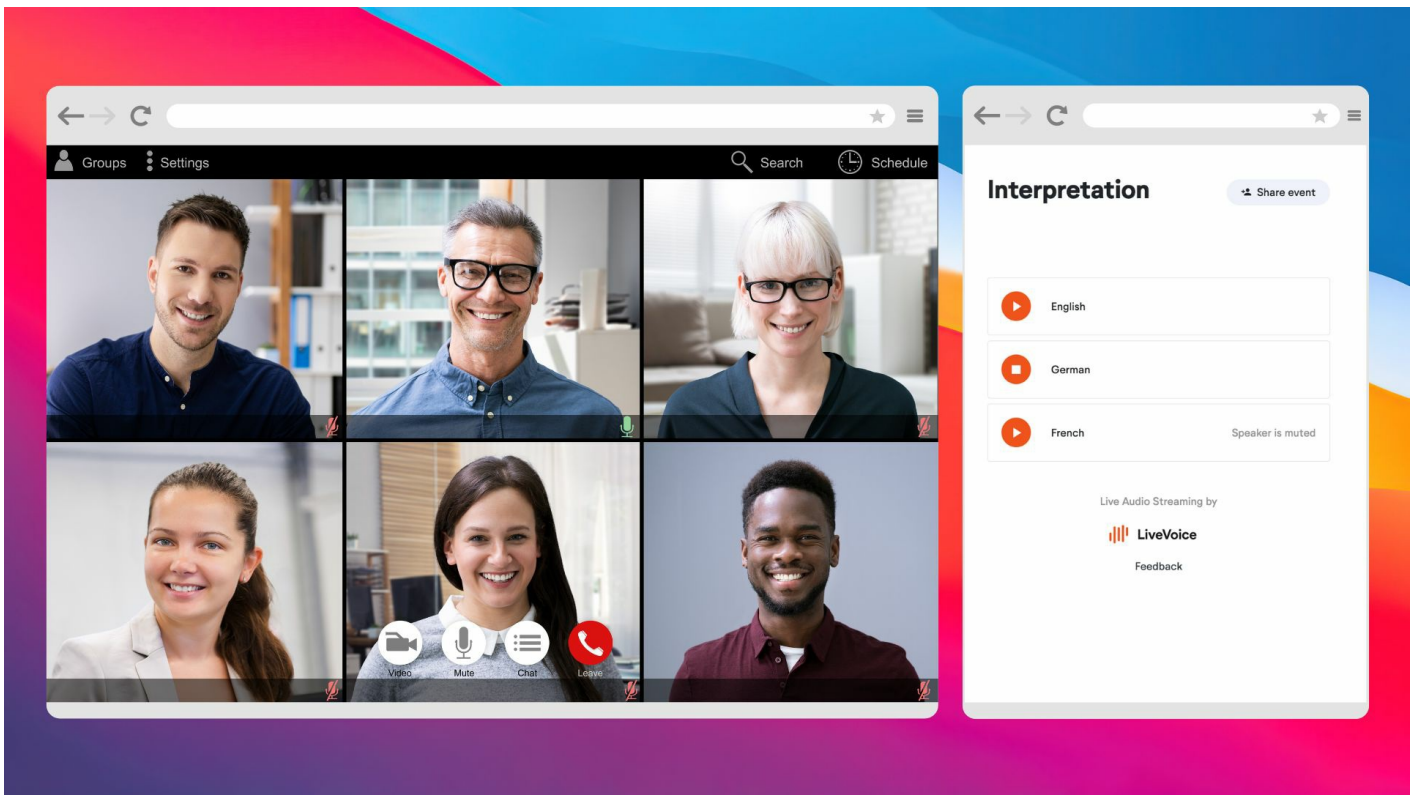 Groups Settings Search Schedule
Video Mute Chat Leave
Interpretation
Share event
English
German
French Speaker is muted
Live Audio Streaming by
LiveVoice
Feedback